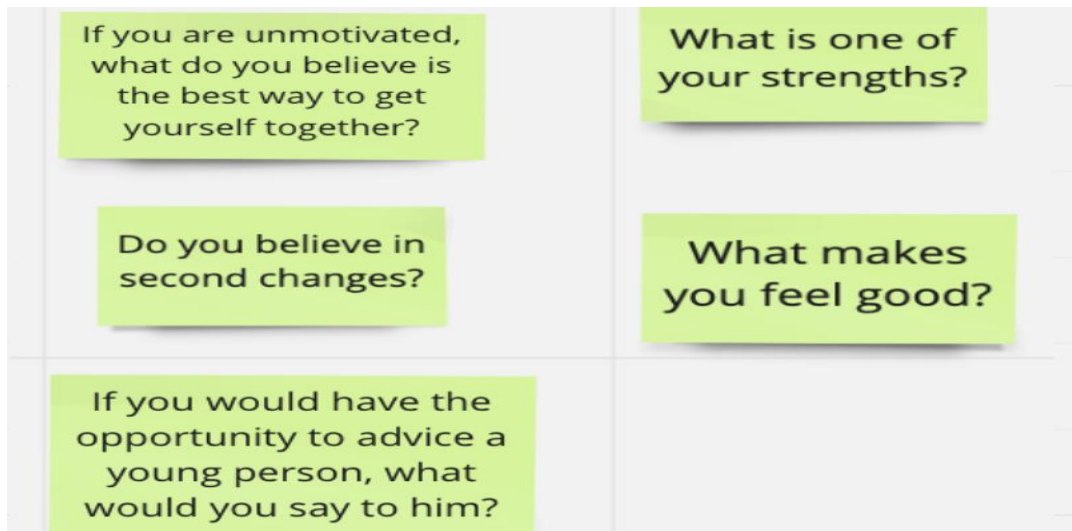 If you are unmotivated,
what do you believe is
the best way to get
yourself together?
What is one of
your strengths?
Do you believe in
second changes?
What makes
you feel good?
If you would have the
opportunity to advice a
young person, what
would you say to him?